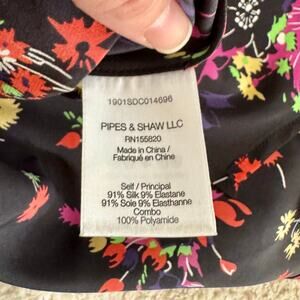 1901SDC014696
PIPES & SHAW LLC
RN155820
Made in China /
Fabriqué en Chine
Self / Principal
91% Silk 9% Elastane
91% Soie 9% Elasthanne
Combo
100% Polyamide